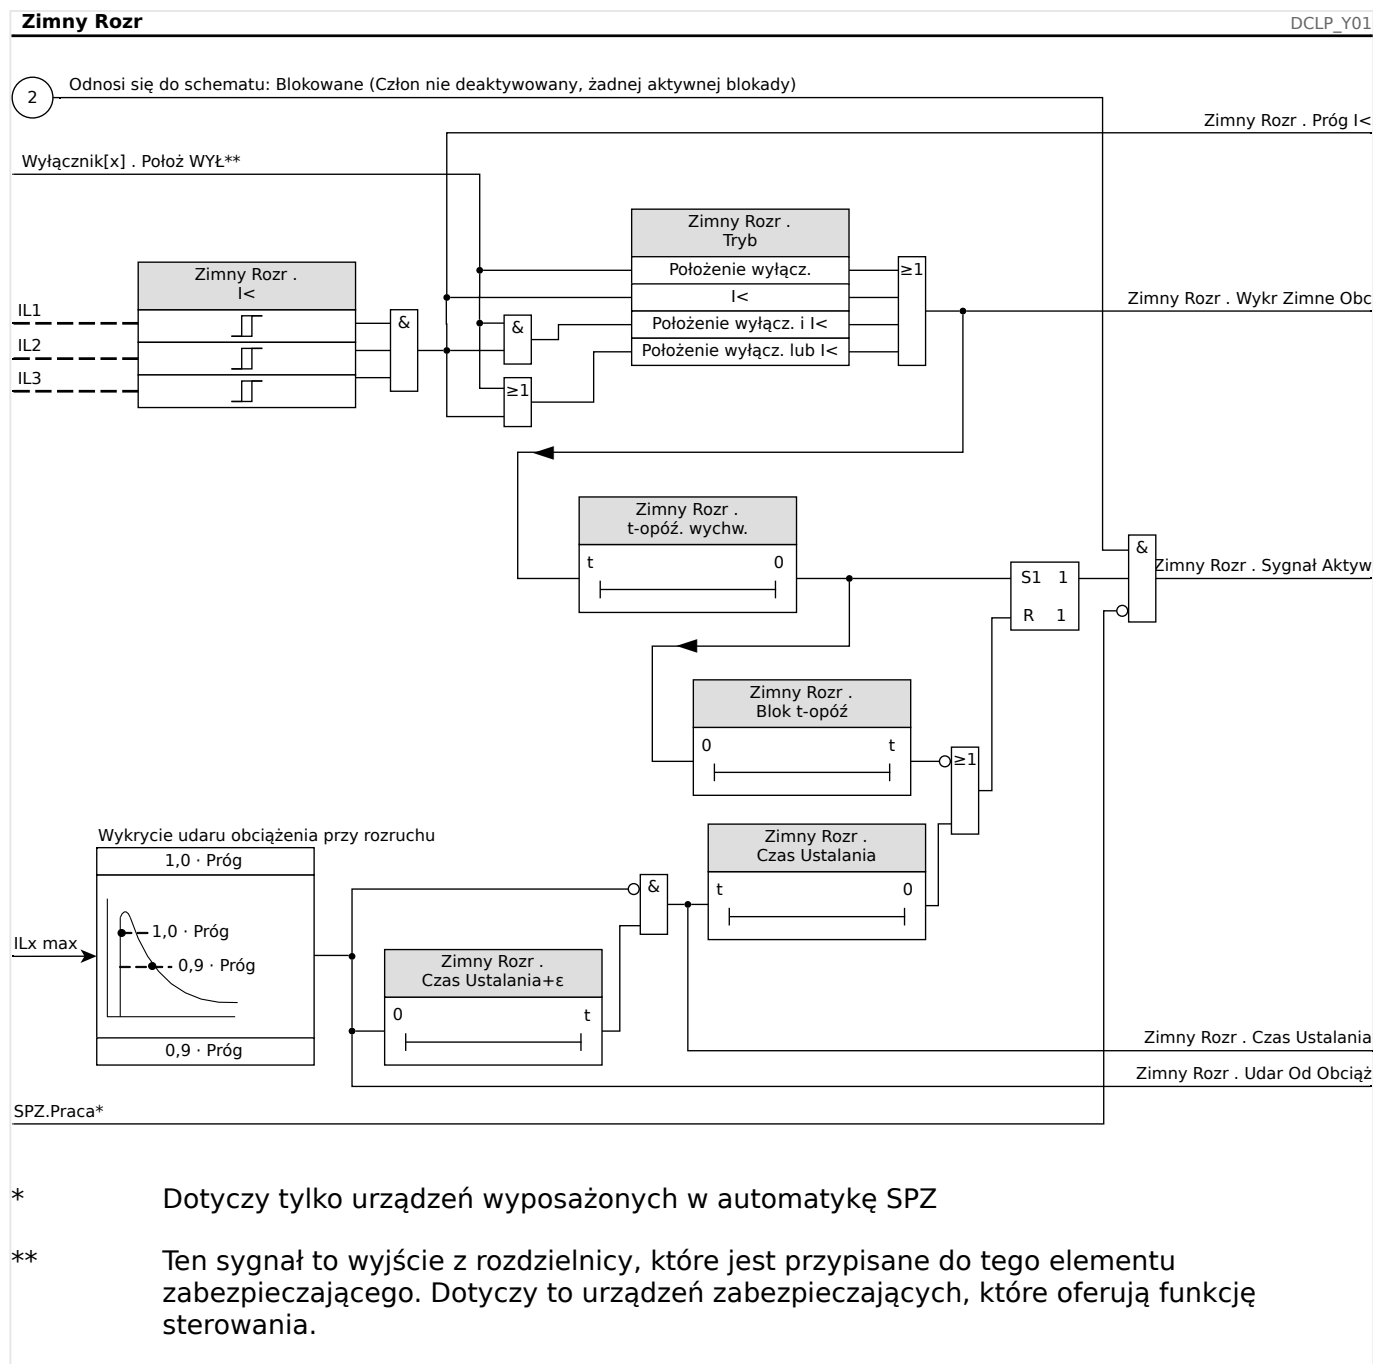 Zimny Rozr
DCLP_Y01
2
Odnosi się do schematu: Blokowane (Człon nie deaktywowany, żadnej aktywnej blokady)
Zimny Rozr . Próg I<
Wyłącznik[x] . Położ WYŁ**
Zimny Rozr .
Tryb
Położenie wyłącz.
I<
Położenie wyłącz. i I<
Położenie wyłącz. lub I<
≥1
Zimny Rozr . Wykr Zimne Obc
Zimny Rozr .
I<
IL1
IL2
IL3
&
&
≥1
Zimny Rozr .
t-opóź. wychw.
t 0
S1 1
R 1
&
Zimny Rozr . Sygnał Aktyw
Zimny Rozr .
Blok t-opóź
0 t
≥1
Zimny Rozr .
Czas Ustalania
t 0
Wykrycie udaru obciążenia przy rozruchu
1,0 · Próg
1,0 · Próg
0,9 · Próg
0,9 · Próg
ILx max
&
Zimny Rozr .
Czas Ustalania+ε
0 t
Zimny Rozr . Czas Ustalania
Zimny Rozr . Udar Od Obciąż
SPZ.Praca*
* Dotyczy tylko urządzeń wyposażonych w automatykę SPZ
** Ten sygnał to wyjście z rozdzielnicy, które jest przypisane do tego elementu
zabezpieczającego. Dotyczy to urządzeń zabezpieczających, które oferują funkcję
sterowania.